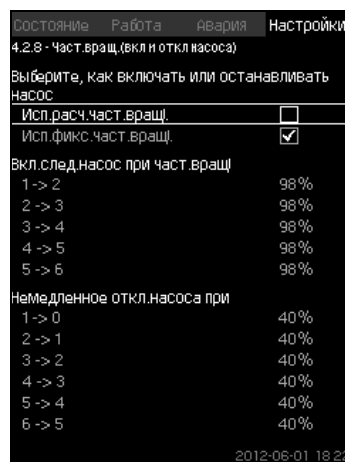 Состояние Работа Авария Настройки
4.2.8 - Част.вращ.(вкл и откл насоса)
Выберите, как включать или останавливать
насос
Исп.расч.част.вращ.
Исп.фикс.част.вращ.
Вкл.след.насос при част.вращ
1 -> 2 98%
2 -> 3 98%
3 -> 4 98%
4 -> 5 98%
5 -> 6 98%
Немедленное откл.насоса при
1 -> 0 40%
2 -> 1 40%
3 -> 2 40%
4 -> 3 40%
5 -> 4 40%
6 -> 5 40%
2012-06-01 18:22